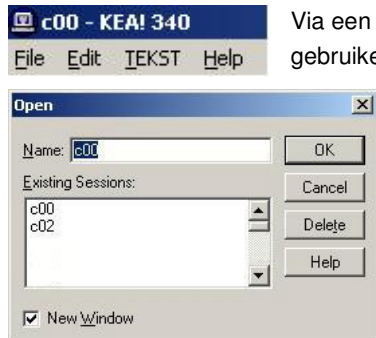 c00 - KEA! 340
File Edit TEKST Help
Via een
Open
Name: c00
OK
Existing Sessions:
Cancel
c00
c02
Delete
Help
New Window